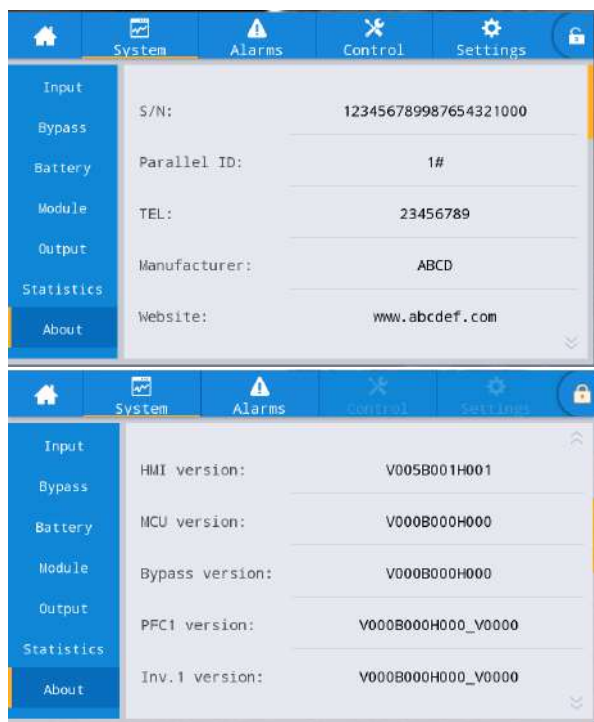 System Alarms Control Settings
Input
Bypass
Battery
Module
Output
Statistics
About
S/N: 123456789987654321000
Parallel ID: 1#
TEL: 23456789
Manufacturer: ABCD
Website: www.abcdef.com
System Alarms Control Settings
Input
Bypass
Battery
Module
Output
Statistics
About
HMI version: V005B001H001
MCU version: V000B000H000
Bypass version: V000B000H000
PFC1 version: V000B000H000_V0000
Inv.1 version: V000B000H000_V0000